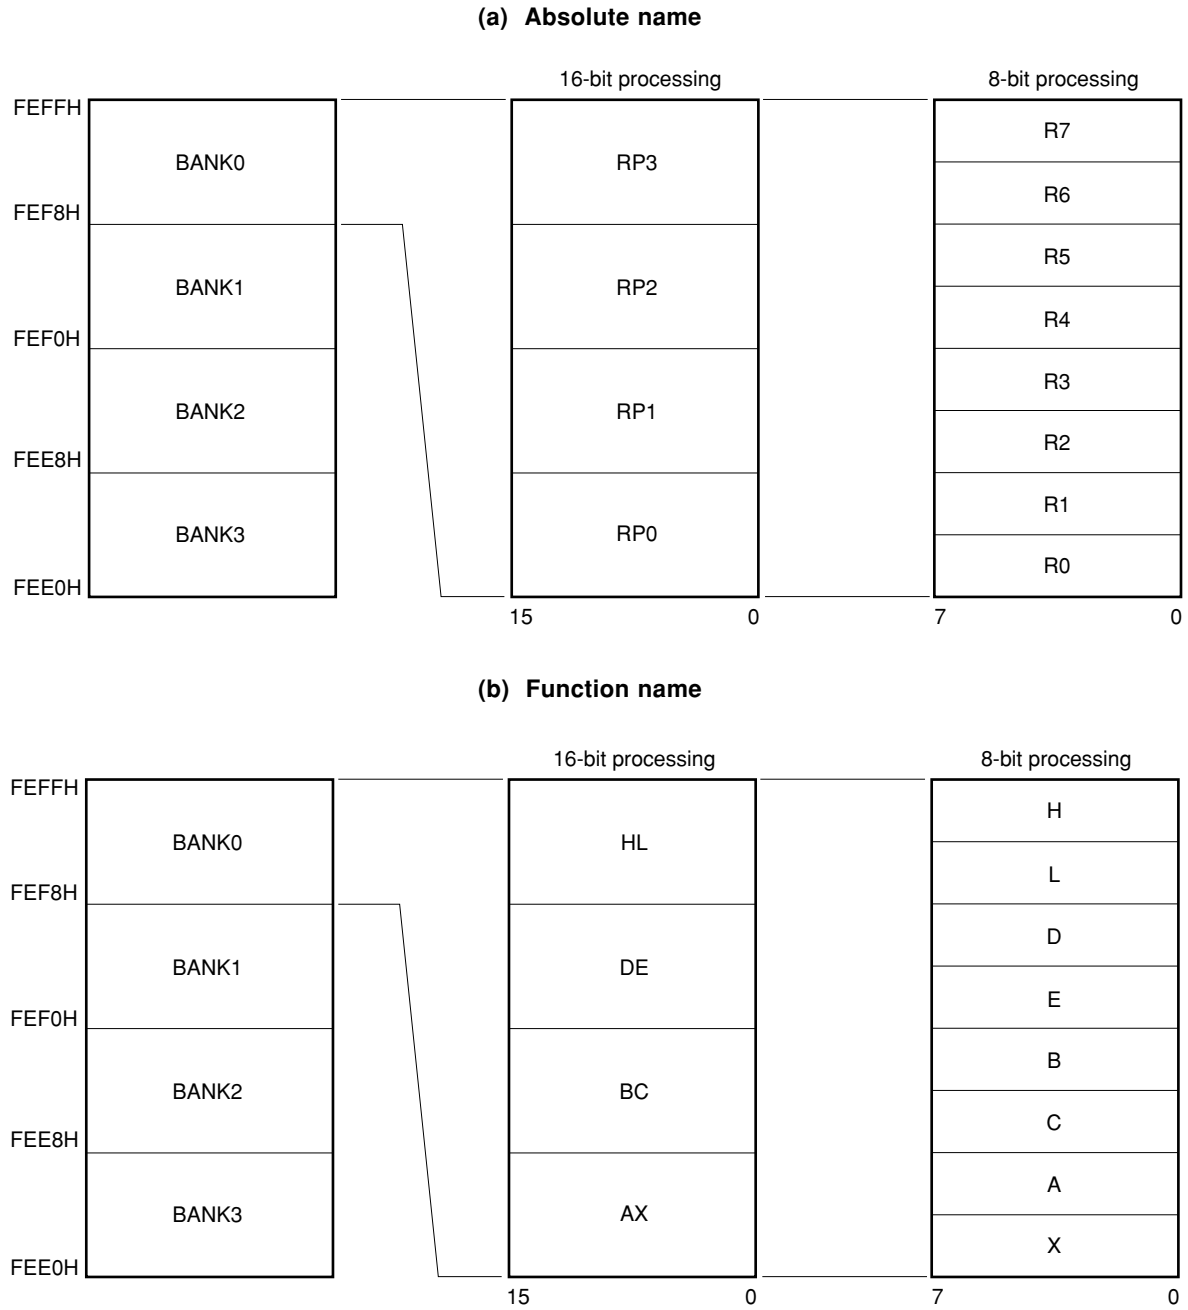 (a) Absolute name
16-bit processing 8-bit processing
FEFFH
R7
BANK0 RP3
R6
FEF8H
R5
BANK1 RP2
R4
FEF0H
R3
BANK2 RP1
R2
FEE8H
R1
BANK3 RP0
R0
FEE0H
15 0 7 0
(b) Function name
16-bit processing 8-bit processing
FEFFH
H
BANK0 HL
L
FEF8H
D
BANK1 DE
E
FEF0H
B
BANK2 BC
C
FEE8H
A
BANK3 AX
X
FEE0H
15 0 7 0